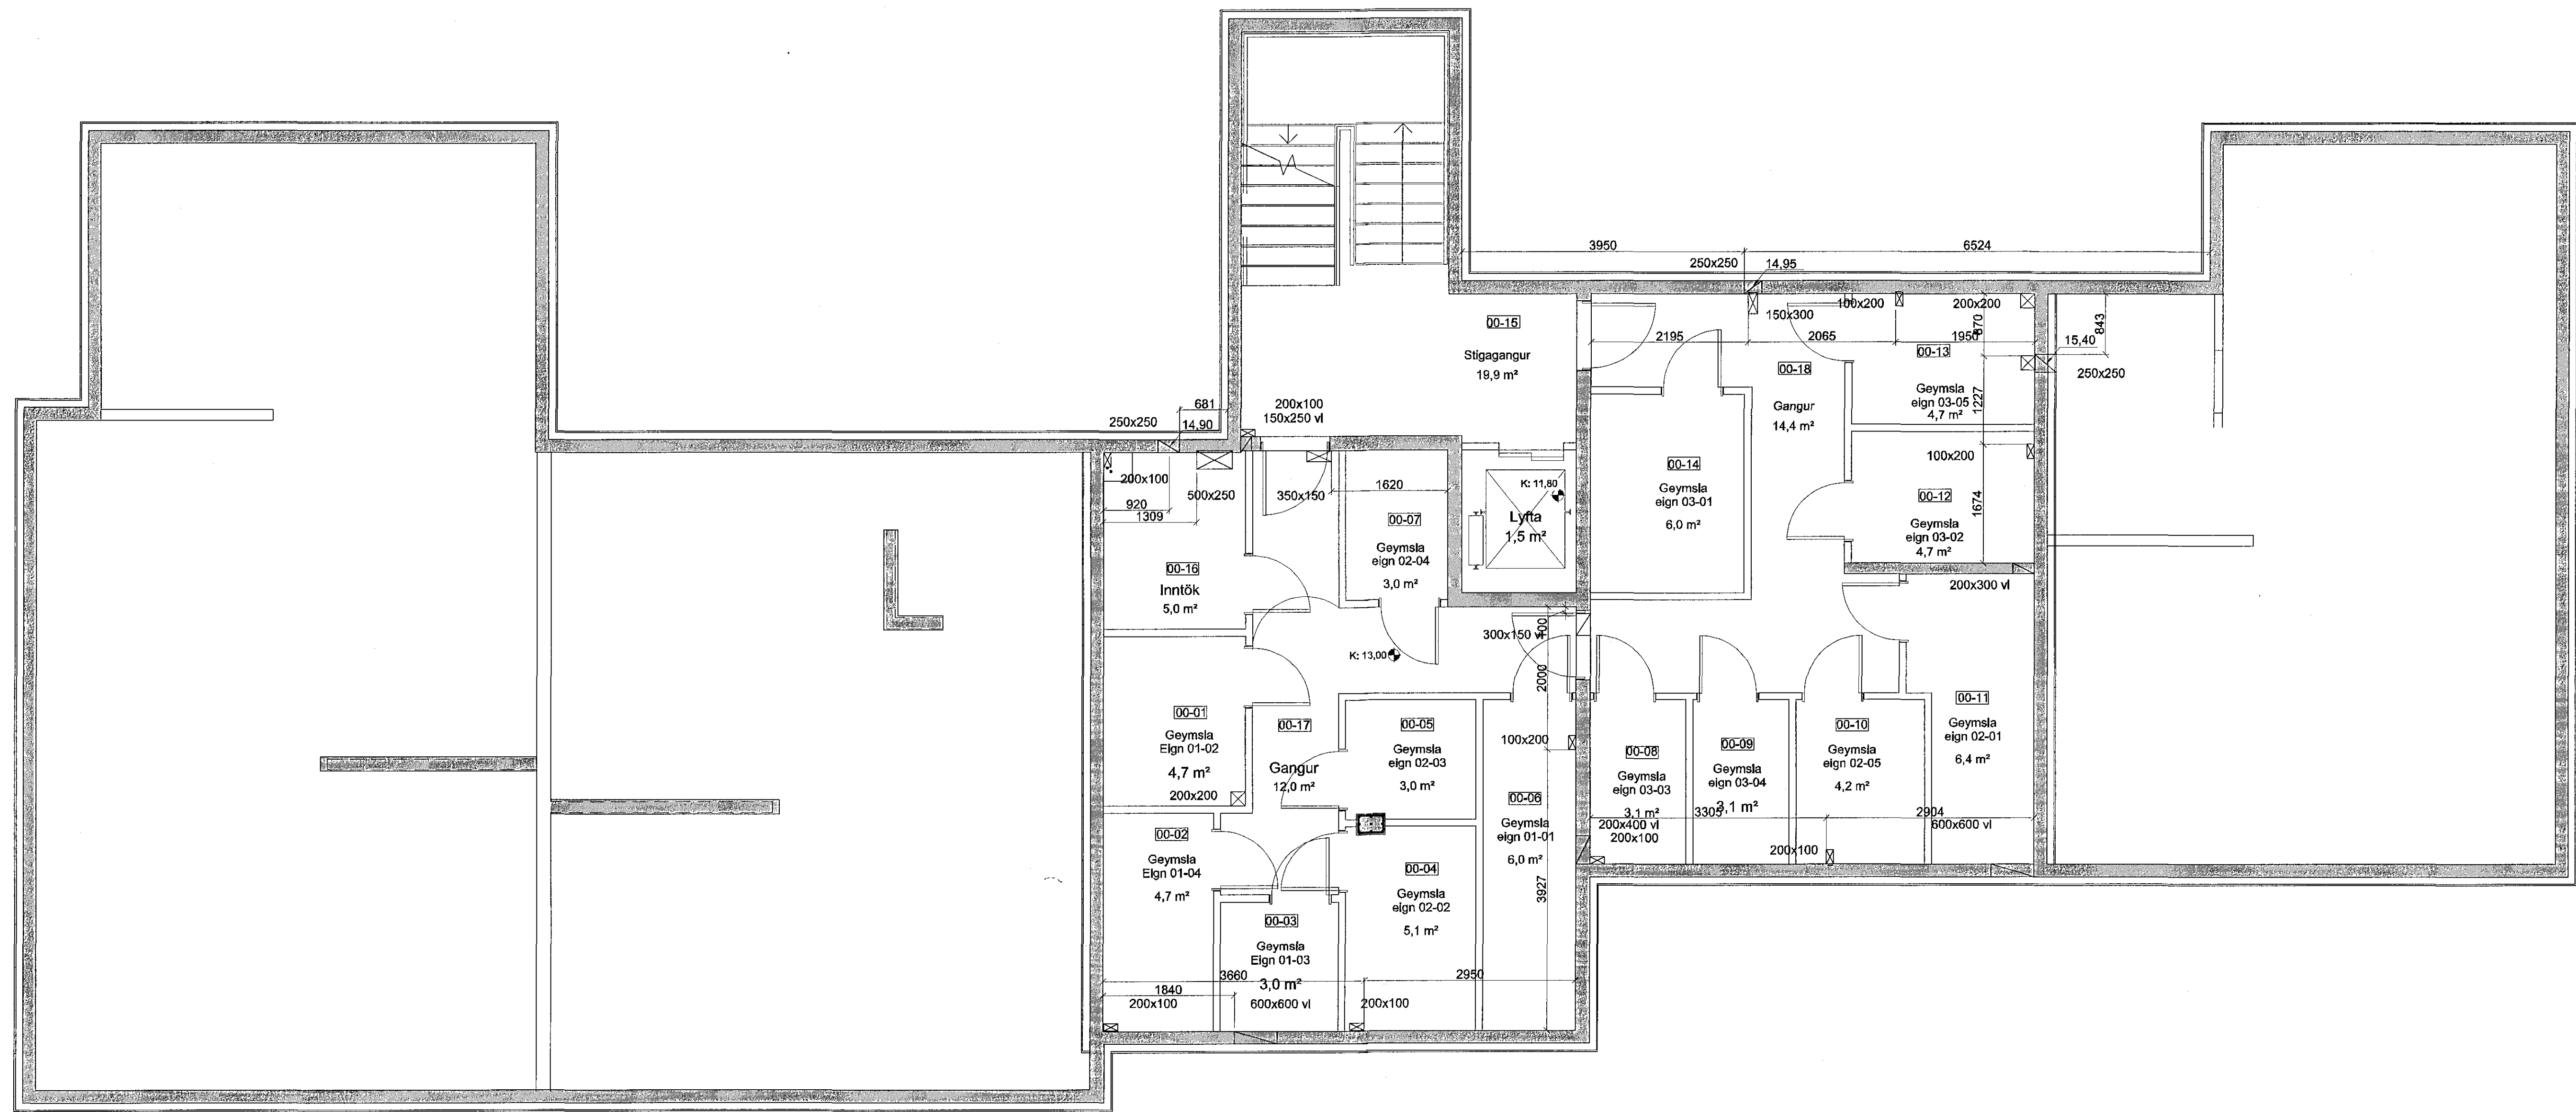 3950
6524
250x250
14,95
00-15
Stigagangur
19,9 m²
150x300
100x200
200x200
870
843
2195
2065
1950
15,40
250x250
00-13
Geymsla
eign 03-05
4,7 m²
1227
00-18
Gangur
14,4 m²
681
250x250
14,90
200x100
150x250 vl
200x100
500x250
350x150
920
1309
1620
00-07
Geymsla
eign 02-04
3,0 m²
K: 11,80
Lyfta
1,5 m²
00-14
Geymsla
eign 03-01
6,0 m²
100x200
00-12
Geymsla
eign 03-02
4,7 m²
1674
200x300 vl
00-16
Inntök
5,0 m²
K: 13,00
300x150 vl
100
2000
00-01
Geymsla
Eign 01-02
4,7 m²
200x200
00-17
Gangur
12,0 m²
00-05
Geymsla
eign 02-03
3,0 m²
100x200
00-06
Geymsla
eign 01-01
6,0 m²
3927
00-08
Geymsla
eign 03-03
3,1 m²
200x400 vl
200x100
3305
00-09
Geymsla
eign 03-04
3,1 m²
200x100
00-10
Geymsla
eign 02-05
4,2 m²
00-11
Geymsla
eign 02-01
6,4 m²
2904
600x600 vl
00-02
Geymsla
Eign 01-04
4,7 m²
00-03
Geymsla
Eign 01-03
3,0 m²
00-04
Geymsla
eign 02-02
5,1 m²
3660
2950
1840
200x100
600x600 vl
200x100